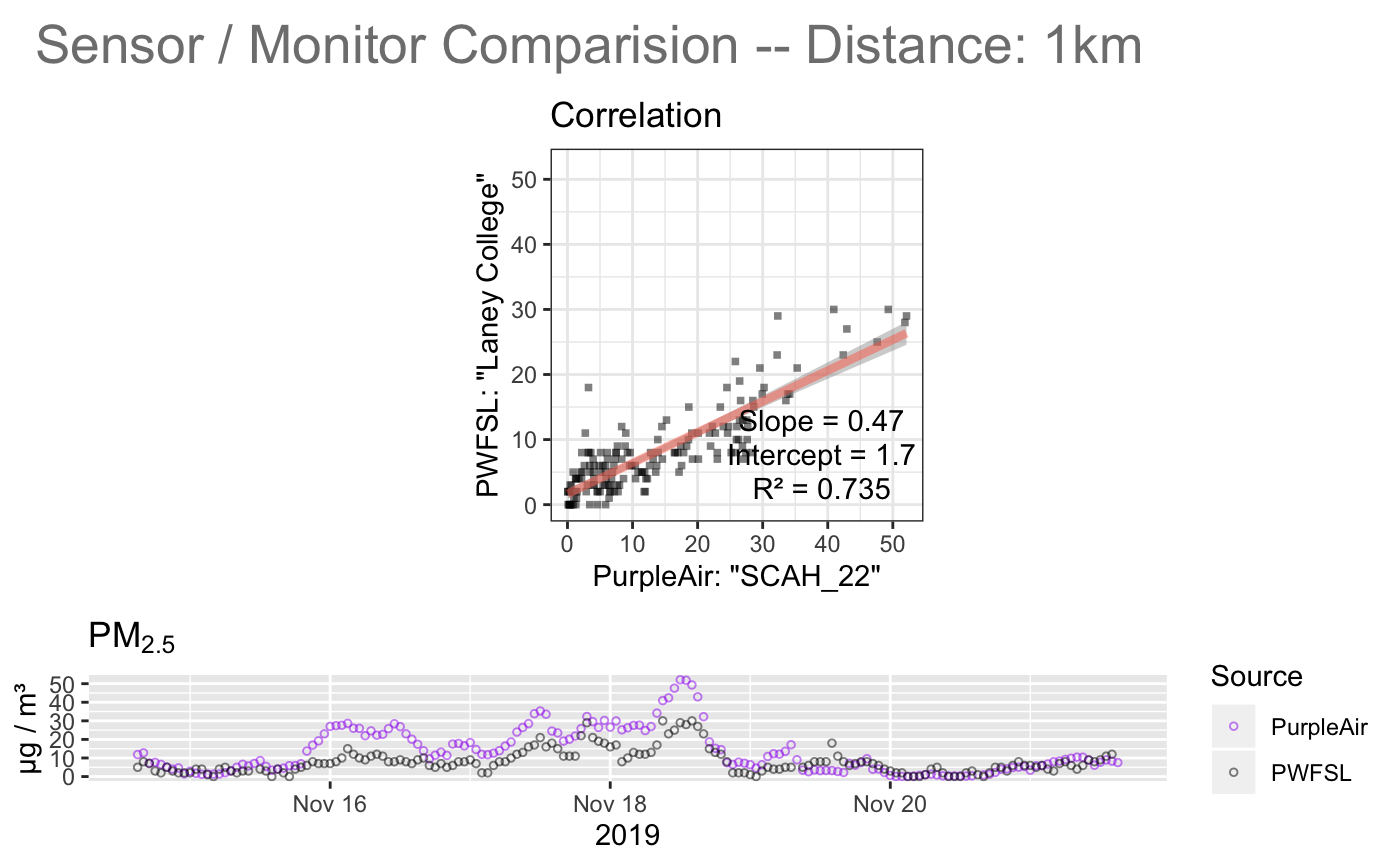 Sensor / Monitor Comparision -- Distance: 1km
Correlation
PWFSL: "Laney College"
50
40
30
20
10
0
Slope = 0.47
Intercept = 1.7
R² = 0.735
0 10 20 30 40 50
PurpleAir: "SCAH_22"
PM2.5
µg / m³
50
40
30
20
10
0
Nov 16 Nov 18 Nov 20
2019
Source
PurpleAir
PWFSL